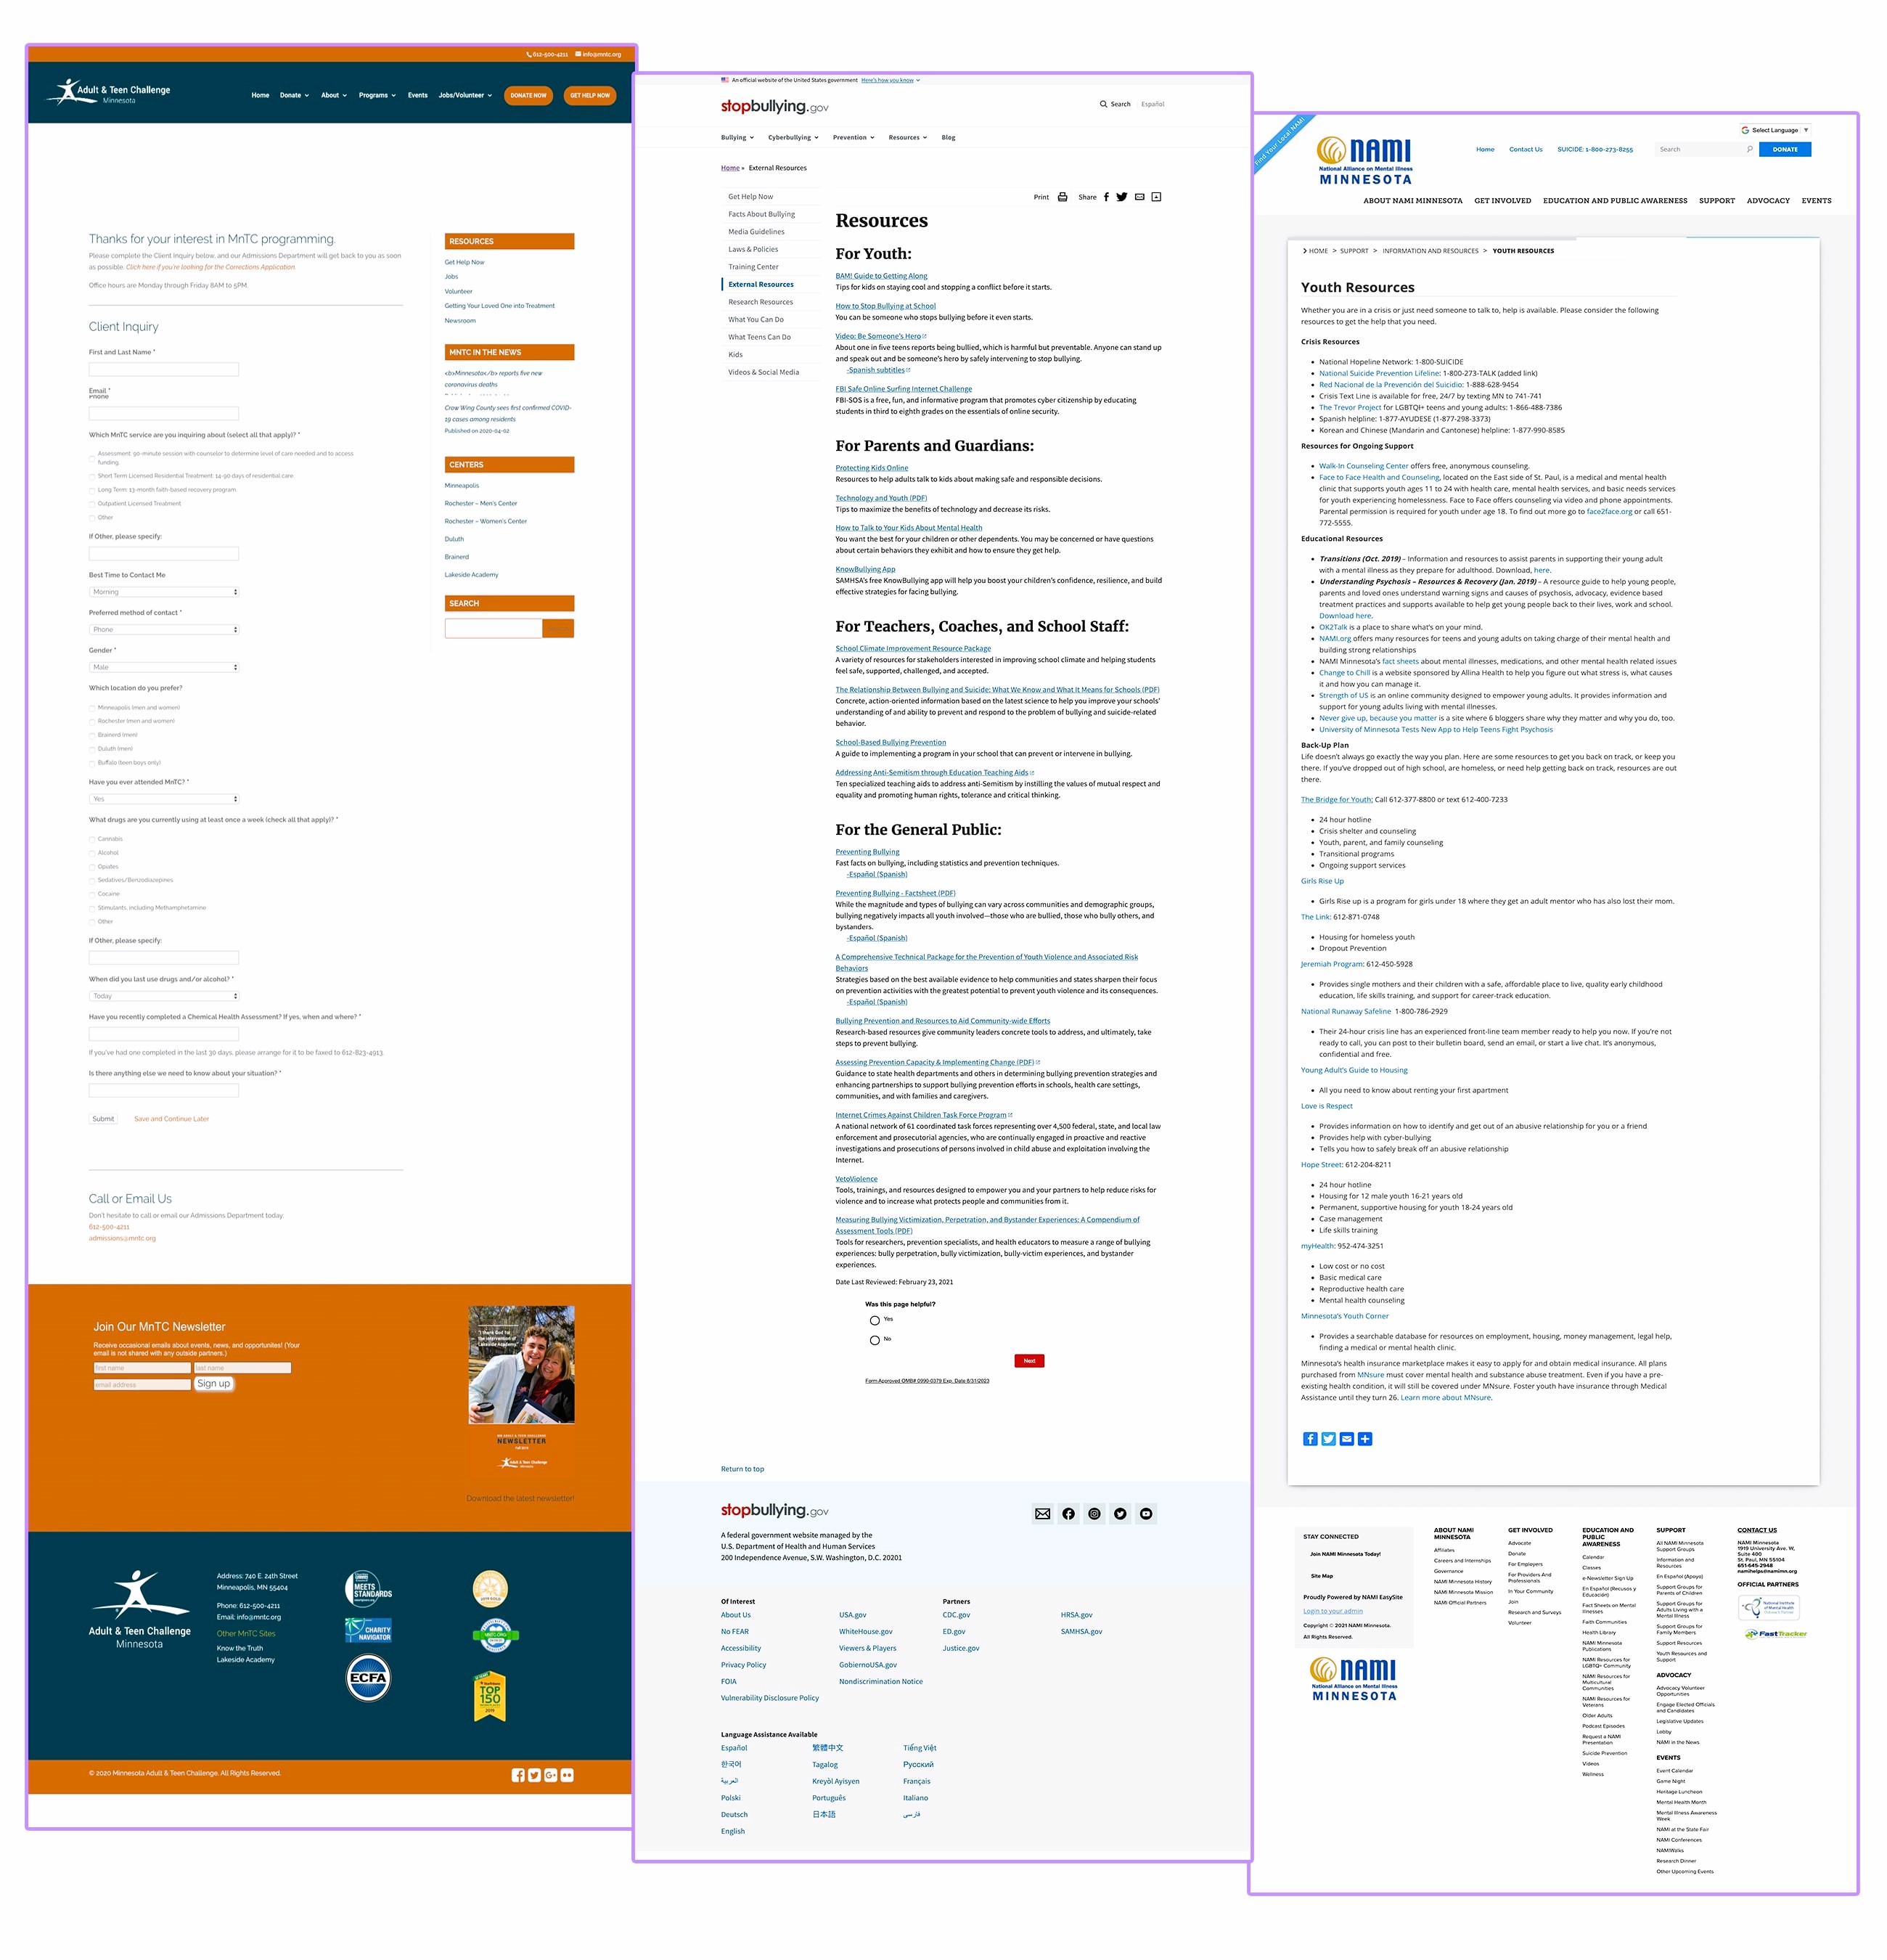 612-500-4211 info@mntc.org
Adult & Teen Challenge
Minnesota
Home Donate About Programs Events Jobs/Volunteer DONATE NOW GET HELP NOW
Thanks for your interest in MnTC programming.
Please complete the Client Inquiry below, and our Admissions Department will get back to you as soon
as possible. Click here if you're looking for the Corrections Application.
Office hours are Monday through Friday 8AM to 5PM.
Client Inquiry
First and Last Name *
Email *
Phone
Which MnTC service are you inquiring about (select all that apply)? *
Assessment: 90-minute session with counselor to determine level of care needed and to access
funding.
Short Term Licensed Residential Treatment: 14-90 days of residential care
Long Term: 13-month faith-based recovery program
Outpatient Licensed Treatment
Other
If Other, please specify:
Best Time to Contact Me
Morning
Preferred method of contact *
Phone
Gender *
Male
Which location do you prefer?
Minneapolis (men and women)
Rochester (men and women)
Brainerd (men)
Duluth (men)
Buffalo (teen boys only)
Have you ever attended MnTC? *
Yes
What drugs are you currently using at least once a week (check all that apply)? *
Cannabis
Alcohol
Opiates
Sedatives/Benzodiazepines
Cocaine
Stimulants, including Methamphetamine
Other
If Other, please specify:
When did you last use drugs and/or alcohol? *
Today
Have you recently completed a Chemical Health Assessment? If yes, when and where? *
If you've had one completed in the last 30 days, please arrange for it to be faxed to 612-823-4913.
Is there anything else we need to know about your situation? *
Submit Save and Continue Later
Call or Email Us
Don't hesitate to call or email our Admissions Department today:
612-500-4211
admissions@mntc.org
RESOURCES
Get Help Now
Jobs
Volunteer
Getting Your Loved One into Treatment
Newsroom
MNTC IN THE NEWS
<b>Minnesota</b> reports five new
coronavirus deaths
Crow Wing County sees first confirmed COVID-
19 cases among residents
Published on 2020-04-02
CENTERS
Minneapolis
Rochester – Men's Center
Rochester – Women's Center
Duluth
Brainerd
Lakeside Academy
SEARCH
Join Our MnTC Newsletter
Receive occasional emails about events, news, and opportunites! (Your
email is not shared with any outside partners.)
first name last name
email address Sign up
"I thank God for
the intervention of
Lakeside Academy"
NEWSLETTER
Adult & Teen Challenge
Download the latest newsletter!
Adult & Teen Challenge
Minnesota
Address: 740 E. 24th Street
Minneapolis, MN 55404
Phone: 612-500-4211
Email: info@mntc.org
Other MnTC Sites
Know the Truth
Lakeside Academy
MEETS
STANDARDS
CHARITY
NAVIGATOR
ECFA
TOP
150
© 2020 Minnesota Adult & Teen Challenge. All Rights Reserved.
An official website of the United States government Here's how you know
stopbullying.gov
Search Español
Bullying Cyberbullying Prevention Resources Blog
Home » External Resources
Get Help Now
Facts About Bullying
Media Guidelines
Laws & Policies
Training Center
External Resources
Research Resources
What You Can Do
What Teens Can Do
Kids
Videos & Social Media
Print Share
Resources
For Youth:
BAM! Guide to Getting Along
Tips for kids on staying cool and stopping a conflict before it starts.
How to Stop Bullying at School
You can be someone who stops bullying before it even starts.
Video: Be Someone's Hero
About one in five teens reports being bullied, which is harmful but preventable. Anyone can stand up
and speak out and be someone's hero by safely intervening to stop bullying.
-Spanish subtitles
FBI Safe Online Surfing Internet Challenge
FBI-SOS is a free, fun, and informative program that promotes cyber citizenship by educating
students in third to eighth grades on the essentials of online security.
For Parents and Guardians:
Protecting Kids Online
Resources to help adults talk to kids about making safe and responsible decisions.
Technology and Youth (PDF)
Tips to maximize the benefits of technology and decrease its risks.
How to Talk to Your Kids About Mental Health
You want the best for your children or other dependents. You may be concerned or have questions
about certain behaviors they exhibit and how to ensure they get help.
KnowBullying App
SAMHSA's free KnowBullying app will help you boost your children's confidence, resilience, and build
effective strategies for facing bullying.
For Teachers, Coaches, and School Staff:
School Climate Improvement Resource Package
A variety of resources for stakeholders interested in improving school climate and helping students
feel safe, supported, challenged, and accepted.
The Relationship Between Bullying and Suicide: What We Know and What It Means for Schools (PDF)
Concrete, action-oriented information based on the latest science to help you improve your schools'
understanding of and ability to prevent and respond to the problem of bullying and suicide-related
behavior.
School-Based Bullying Prevention
A guide to implementing a program in your school that can prevent or intervene in bullying.
Addressing Anti-Semitism through Education Teaching Aids
Ten specialized teaching aids to address anti-Semitism by instilling the values of mutual respect and
equality and promoting human rights, tolerance and critical thinking.
For the General Public:
Preventing Bullying
Fast facts on bullying, including statistics and prevention techniques.
-Español (Spanish)
Preventing Bullying - Factsheet (PDF)
While the magnitude and types of bullying can vary across communities and demographic groups,
bullying negatively impacts all youth involved—those who are bullied, those who bully others, and
bystanders.
-Español (Spanish)
A Comprehensive Technical Package for the Prevention of Youth Violence and Associated Risk
Behaviors
Strategies based on the best available evidence to help communities and states sharpen their focus
on prevention activities with the greatest potential to prevent youth violence and its consequences.
-Español (Spanish)
Bullying Prevention and Resources to Aid Community-wide Efforts
Research-based resources give community leaders concrete tools to address, and ultimately, take
steps to prevent bullying.
Assessing Prevention Capacity & Implementing Change (PDF)
Guidance to state health departments and others in determining bullying prevention strategies and
enhancing partnerships to support bullying prevention efforts in schools, health care settings,
communities, and with families and caregivers.
Internet Crimes Against Children Task Force Program
A national network of 61 coordinated task forces representing over 4,500 federal, state, and local law
enforcement and prosecutorial agencies, who are continually engaged in proactive and reactive
investigations and prosecutions of persons involved in child abuse and exploitation involving the
Internet.
VetoViolence
Tools, trainings, and resources designed to empower you and your partners to help reduce risks for
violence and to increase what protects people and communities from it.
Measuring Bullying Victimization, Perpetration, and Bystander Experiences: A Compendium of
Assessment Tools (PDF)
Tools for researchers, prevention specialists, and health educators to measure a range of bullying
experiences: bully perpetration, bully victimization, bully-victim experiences, and bystander
experiences.
Date Last Reviewed: February 23, 2021
Was this page helpful?
Yes
No
Next
Form Approved OMB# 0990-0379 Exp. Date 8/31/2023
Return to top
stopbullying.gov
A federal government website managed by the
U.S. Department of Health and Human Services
200 Independence Avenue, S.W. Washington, D.C. 20201
Of Interest Partners
About Us USA.gov CDC.gov HRSA.gov
No FEAR WhiteHouse.gov ED.gov SAMHSA.gov
Accessibility Viewers & Players Justice.gov
Privacy Policy GobiernoUSA.gov
FOIA Nondiscrimination Notice
Vulnerability Disclosure Policy
Language Assistance Available
Español 繁體中文 Tiếng Việt
한국어 Tagalog Русский
العربية Kreyòl Ayisyen Français
Polski Português Italiano
Deutsch 日本語 فارسی
English
Find Your Local NAMI
NAMI
National Alliance on Mental Illness
MINNESOTA
Select Language
Home Contact Us SUICIDE: 1-800-273-8255 Search DONATE
ABOUT NAMI MINNESOTA GET INVOLVED EDUCATION AND PUBLIC AWARENESS SUPPORT ADVOCACY EVENTS
HOME > SUPPORT > INFORMATION AND RESOURCES > YOUTH RESOURCES
Youth Resources
Whether you are in a crisis or just need someone to talk to, help is available. Please consider the following
resources to get the help that you need.
Crisis Resources
National Hopeline Network: 1-800-SUICIDE
National Suicide Prevention Lifeline: 1-800-273-TALK (added link)
Red Nacional de la Prevención del Suicidio: 1-888-628-9454
Crisis Text Line is available for free, 24/7 by texting MN to 741-741
The Trevor Project for LGBTQI+ teens and young adults: 1-866-488-7386
Spanish helpline: 1-877-AYUDESE (1-877-298-3373)
Korean and Chinese (Mandarin and Cantonese) helpline: 1-877-990-8585
Resources for Ongoing Support
Walk-In Counseling Center offers free, anonymous counseling.
Face to Face Health and Counseling, located on the East side of St. Paul, is a medical and mental health
clinic that supports youth ages 11 to 24 with health care, mental health services, and basic needs services
for youth experiencing homelessness. Face to Face offers counseling via video and phone appointments.
Parental permission is required for youth under age 18. To find out more go to face2face.org or call 651-
772-5555.
Educational Resources
Transitions (Oct. 2019) – Information and resources to assist parents in supporting their young adult
with a mental illness as they prepare for adulthood. Download, here.
Understanding Psychosis – Resources & Recovery (Jan. 2019) – A resource guide to help young people,
parents and loved ones understand warning signs and causes of psychosis, advocacy, evidence based
treatment practices and supports available to help get young people back to their lives, work and school.
Download here.
OK2Talk is a place to share what's on your mind.
NAMI.org offers many resources for teens and young adults on taking charge of their mental health and
building strong relationships
NAMI Minnesota's fact sheets about mental illnesses, medications, and other mental health related issues
Change to Chill is a website sponsored by Allina Health to help you figure out what stress is, what causes
it and how you can manage it.
Strength of US is an online community designed to empower young adults. It provides information and
support for young adults living with mental illnesses.
Never give up, because you matter is a site where 6 bloggers share why they matter and why you do, too.
University of Minnesota Tests New App to Help Teens Fight Psychosis
Back-Up Plan
Life doesn't always go exactly the way you plan. Here are some resources to get you back on track, or keep you
there. If you've dropped out of high school, are homeless, or need help getting back on track, resources are out
there.
The Bridge for Youth: Call 612-377-8800 or text 612-400-7233
24 hour hotline
Crisis shelter and counseling
Youth, parent, and family counseling
Transitional programs
Ongoing support services
Girls Rise Up
Girls Rise up is a program for girls under 18 where they get an adult mentor who has also lost their mom.
The Link: 612-871-0748
Housing for homeless youth
Dropout Prevention
Jeremiah Program: 612-450-5928
Provides single mothers and their children with a safe, affordable place to live, quality early childhood
education, life skills training, and support for career-track education.
National Runaway Safeline 1-800-786-2929
Their 24-hour crisis line has an experienced front-line team member ready to help you now. If you're not
ready to call, you can post to their bulletin board, send an email, or start a live chat. It's anonymous,
confidential and free.
Young Adult's Guide to Housing
All you need to know about renting your first apartment
Love is Respect
Provides information on how to identify and get out of an abusive relationship for you or a friend
Provides help with cyber-bullying
Tells you how to safely break off an abusive relationship
Hope Street: 612-204-8211
24 hour hotline
Housing for 12 male youth 16-21 years old
Permanent, supportive housing for youth 18-24 years old
Case management
Life skills training
myHealth: 952-474-3251
Low cost or no cost
Basic medical care
Reproductive health care
Mental health counseling
Minnesota's Youth Corner
Provides a searchable database for resources on employment, housing, money management, legal help,
finding a medical or mental health clinic.
Minnesota's health insurance marketplace makes it easy to apply for and obtain medical insurance. All plans
purchased from MNsure must cover mental health and substance abuse treatment. Even if you have a pre-
existing health condition, it will still be covered under MNsure. Foster youth have insurance through Medical
Assistance until they turn 26. Learn more about MNsure.
STAY CONNECTED
Join NAMI Minnesota Today!
Site Map
Proudly Powered by NAMI EasySite
Login to your admin
Copyright © 2021 NAMI Minnesota.
All Rights Reserved.
NAMI
National Alliance on Mental Illness
MINNESOTA
ABOUT NAMI
MINNESOTA
Affiliates
Careers and Internships
Governance
NAMI Minnesota History
NAMI Minnesota Mission
NAMI Official Partners
GET INVOLVED
Advocate
Donate
For Employers
For Providers And
Professionals
In Your Community
Join
Research and Surveys
Volunteer
EDUCATION AND
PUBLIC
AWARENESS
Calendar
Classes
e-Newsletter Sign Up
En Español (Recursos y
Educación)
Fact Sheets on Mental
Illnesses
Faith Communities
Health Library
NAMI Minnesota
Publications
NAMI Resources for
LGBTQ+ Community
NAMI Resources for
Multicultural
Communities
NAMI Resources for
Veterans
Older Adults
Podcast Episodes
Request a NAMI
Presentation
Suicide Prevention
Videos
Wellness
SUPPORT
All NAMI Minnesota
Support Groups
Information and
Resources
En Español (Apoyo)
Support Groups for
Parents of Children
Support Groups for
Adults Living with a
Mental Illness
Support Groups for
Family Members
Support Resources
Youth Resources and
Support
ADVOCACY
Advocacy Volunteer
Opportunities
Engage Elected Officials
and Candidates
Legislative Updates
Lobby
NAMI in the News
EVENTS
Event Calendar
Game Night
Heritage Luncheon
Mental Health Month
Mental Illness Awareness
Week
NAMI at the State Fair
NAMI Conferences
NAMIWalks
Research Dinner
Other Upcoming Events
CONTACT US
NAMI Minnesota
1919 University Ave. W,
Suite 400
St. Paul, MN 55104
651-645-2948
namihelps@namimn.org
OFFICIAL PARTNERS
National Institute
of Mental Health
FastTracker